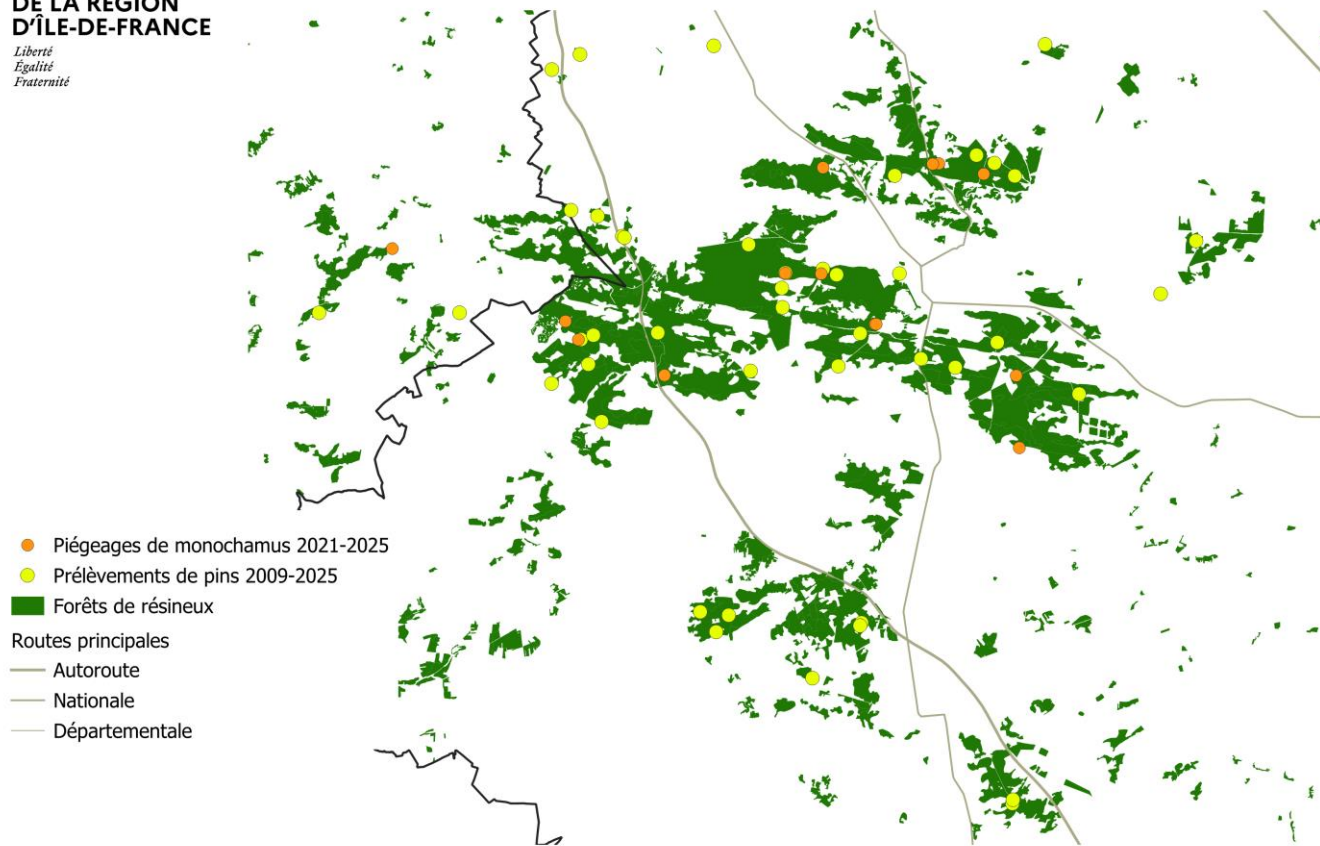 DE LA RÉGION
D'ÎLE-DE-FRANCE
Liberté
Égalité
Fraternité
Piégeages de monochamus 2021-2025
Prélèvements de pins 2009-2025
Forêts de résineux
Routes principales
Autoroute
Nationale
Départementale